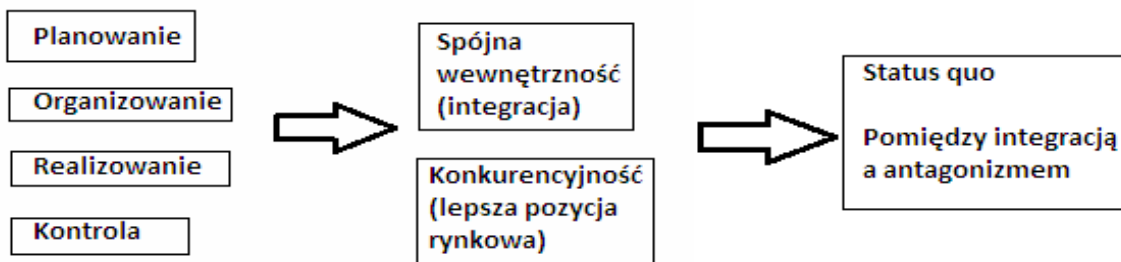 Planowanie
Organizowanie
Realizowanie
Kontrola
Spójna
wewnętrzność
(integracja)
Konkurencyjność
(lepsza pozycja
rynkowa)
Status quo
Pomiędzy integracją
a antagonizmem